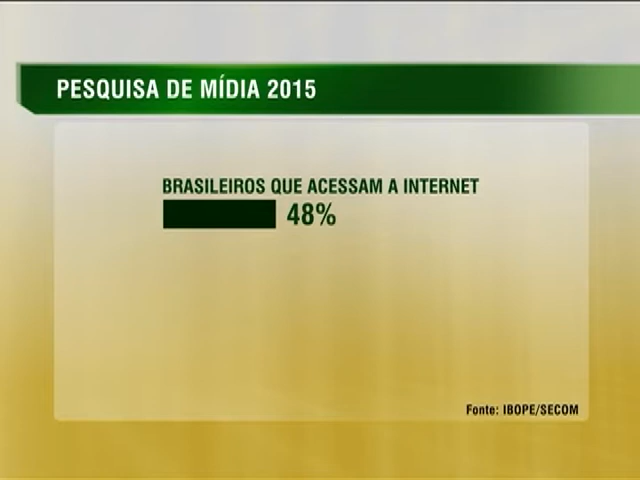 PESQUISA DE MÍDIA 2015
BRASILEIROS QUE ACESSAM A INTERNET
48%
Fonte: IBOPE/SECOM